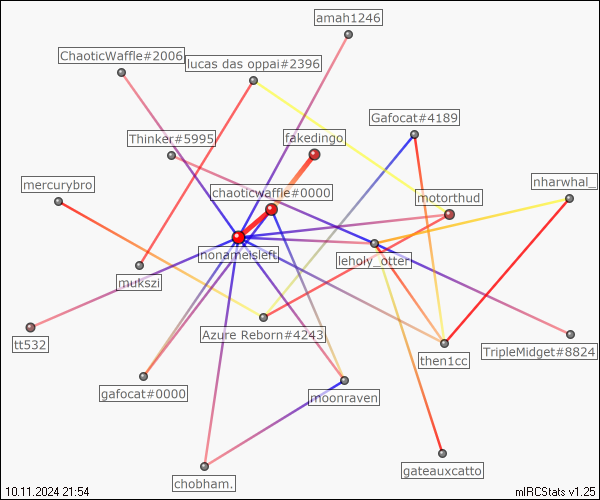 amah1246
ChaoticWaffle#2006
lucas das oppai#2396
Gafocat#4189
Thinker#5995
fakedingo
mercurybro
nharwhal_
chaoticwaffle#0000
motorthud
nonameisleft
leholy_otter
mukszi
Azure Reborn#4243
tt532
TripleMidget#8824
then1cc
gafocat#0000
moonraven
gateauxcatto
chobham.
10.11.2024 21:54
mIRCStats v1.25